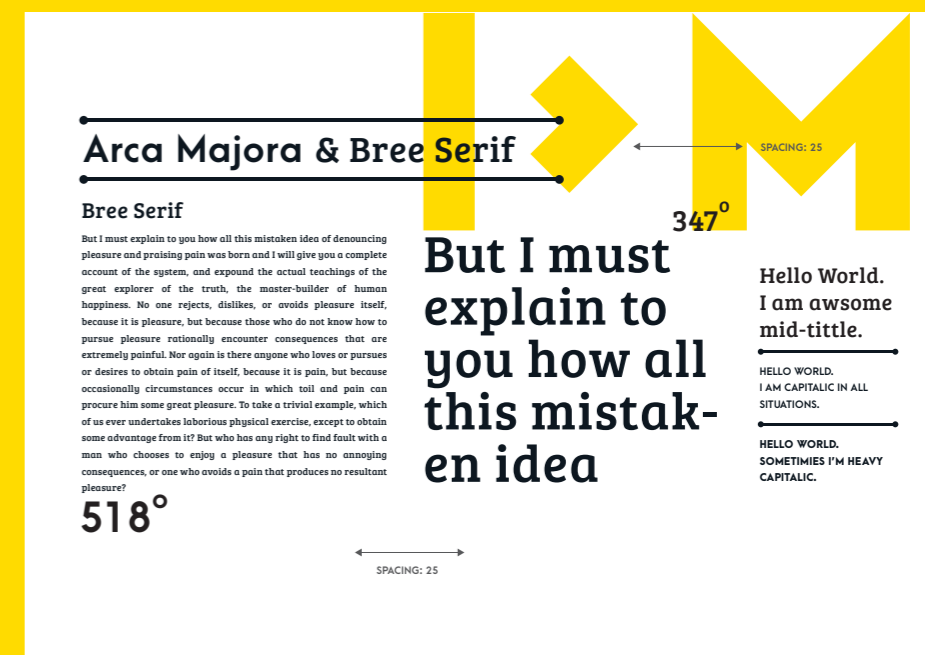 Arca Majora & Bree Serif
SPACING: 25
Bree Serif
But I must explain to you how all this mistaken idea of denouncing
pleasure and praising pain was born and I will give you a complete
account of the system, and expound the actual teachings of the
great explorer of the truth, the master-builder of human
happiness. No one rejects, dislikes, or avoids pleasure itself,
because it is pleasure, but because those who do not know how to
pursue pleasure rationally encounter consequences that are
extremely painful. Nor again is there anyone who loves or pursues
or desires to obtain pain of itself, because it is pain, but because
occasionally circumstances occur in which toil and pain can
procure him some great pleasure. To take a trivial example, which
of us ever undertakes laborious physical exercise, except to obtain
some advantage from it? But who has any right to find fault with a
man who chooses to enjoy a pleasure that has no annoying
consequences, or one who avoids a pain that produces no resultant
pleasure?
518°
347°
But I must
explain to
you how all
this mistak-
en idea
Hello World.
I am awsome
mid-tittle.
HELLO WORLD.
I AM CAPITALIC IN ALL
SITUATIONS.
HELLO WORLD.
SOMETIMIES I'M HEAVY
CAPITALIC.
SPACING: 25